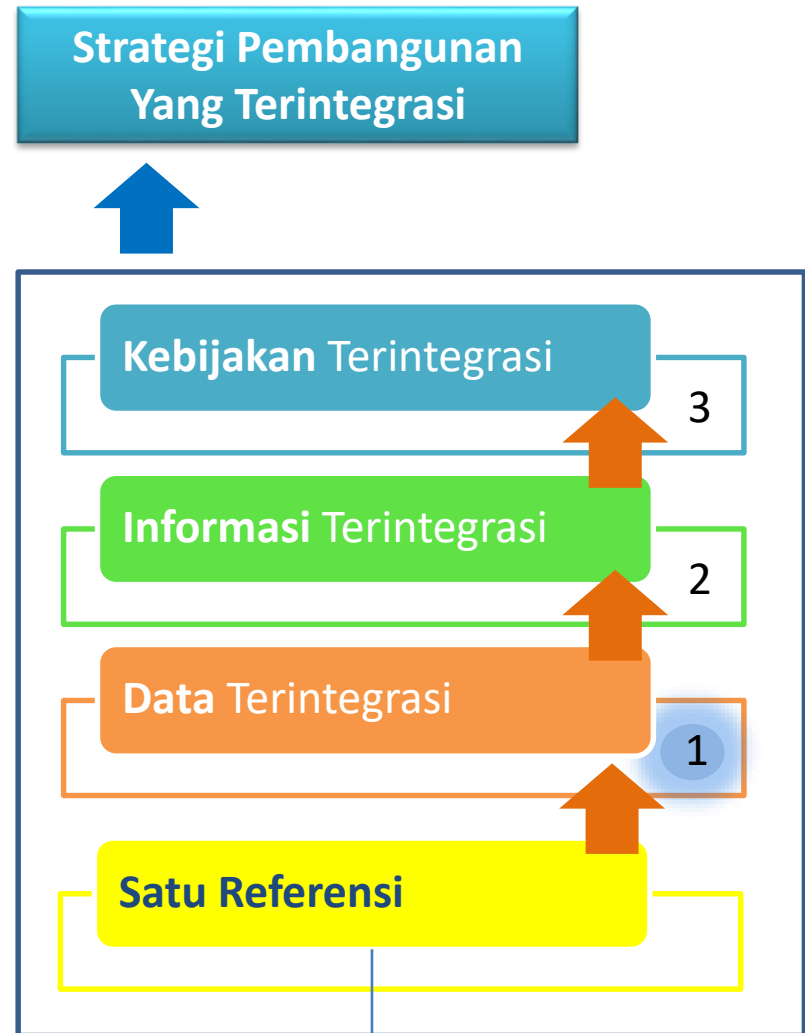 Strategi Pembangunan
Yang Terintegrasi
Kebijakan Terintegrasi
3
Informasi Terintegrasi
2
Data Terintegrasi
1
Satu Referensi